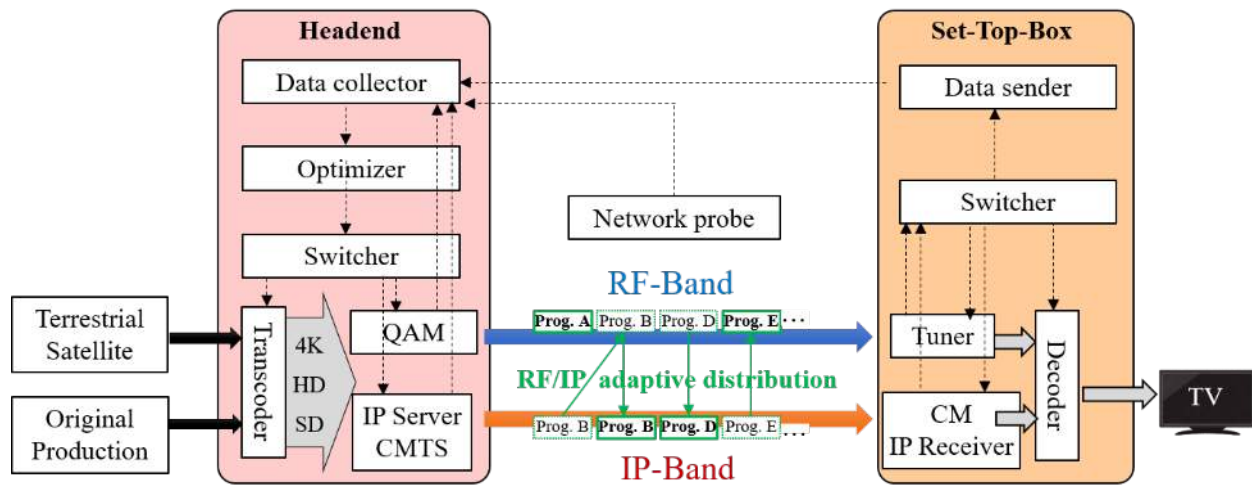 Headend
Data collector
Optimizer
Switcher
Terrestrial
Satellite
Original
Production
Transcoder
4K
HD
SD
QAM
IP Server
CMTS
Network probe
RF-Band
Prog. A Prog. B Prog. D Prog. E ...
RF/IP adaptive distribution
Prog. B Prog. B Prog. D Prog. E ...
IP-Band
Set-Top-Box
Data sender
Switcher
Tuner
CM
IP Receiver
Decoder
TV